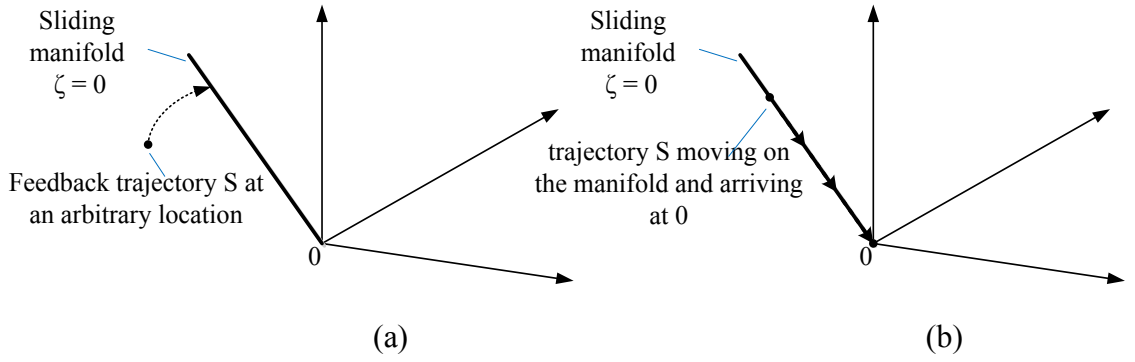 Sliding
manifold
ζ = 0
Feedback trajectory S at
an arbitrary location
0
(a)
Sliding
manifold
ζ = 0
trajectory S moving on
the manifold and arriving
at 0
0
(b)